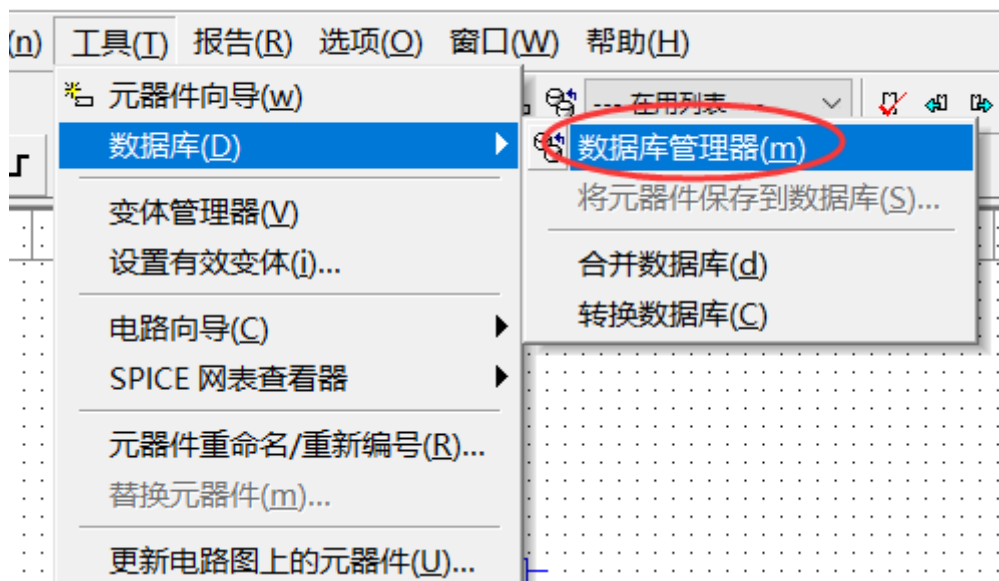 (n) 工具(T) 报告(R) 选项(O) 窗口(W) 帮助(H)
元器件向导(w)
--- 在用列表 ---
数据库(D)
数据库管理器(m)
将元器件保存到数据库(S)...
变体管理器(V)
合并数据库(d)
设置有效变体(i)...
转换数据库(C)
电路向导(C)
SPICE 网表查看器
元器件重命名/重新编号(R)...
替换元器件(m)...
更新电路图上的元器件(U)...